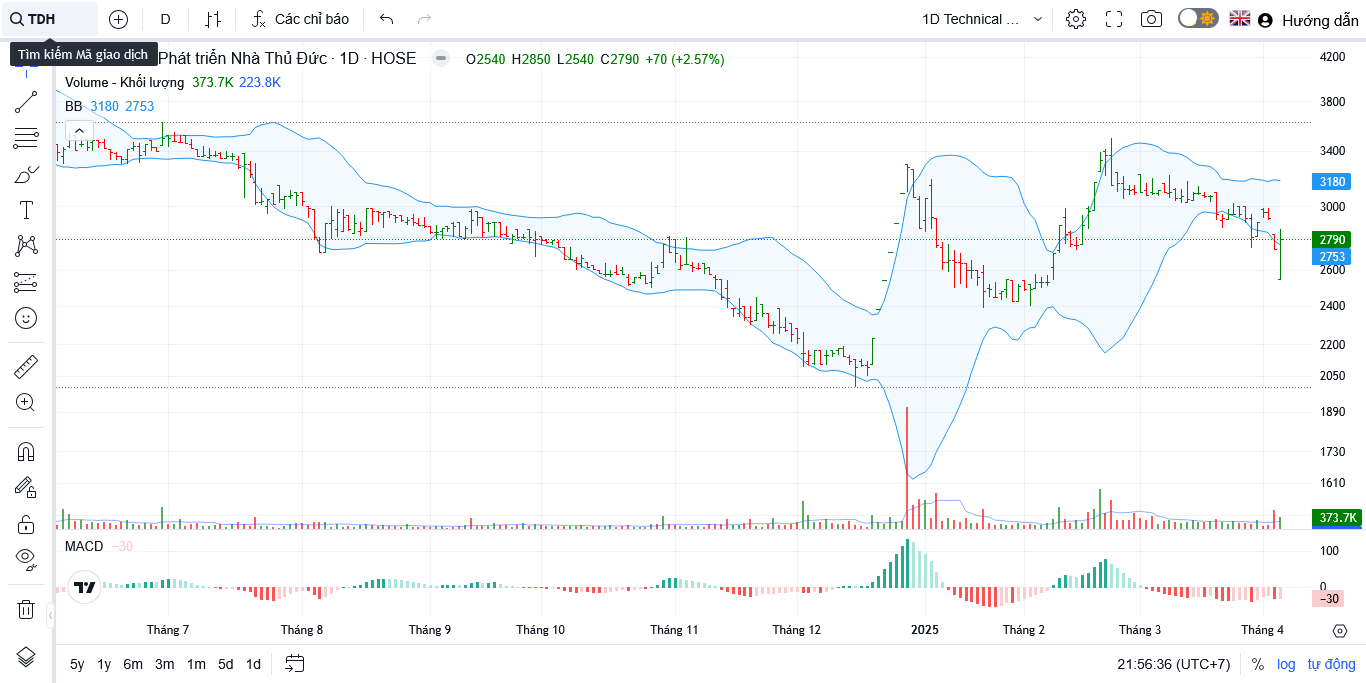 TDH D Các chỉ báo 1D Technical ... Hướng dẫn
Tìm kiếm Mã giao dịch
Phát triển Nhà Thủ Đức · 1D · HOSE O2540 H2850 L2540 C2790 +70 (+2.57%)
Volume - Khối lượng 373.7K 223.8K
BB 3180 2753
4200
3800
3400
3180
3000
2790
2753
2600
2400
2200
2050
1890
1730
1610
373.7K
MACD −30
100
0
−30
Tháng 7 Tháng 8 Tháng 9 Tháng 10 Tháng 11 Tháng 12 2025 Tháng 2 Tháng 3 Tháng 4
5y 1y 6m 3m 1m 5d 1d 21:56:36 (UTC+7) % log tự động